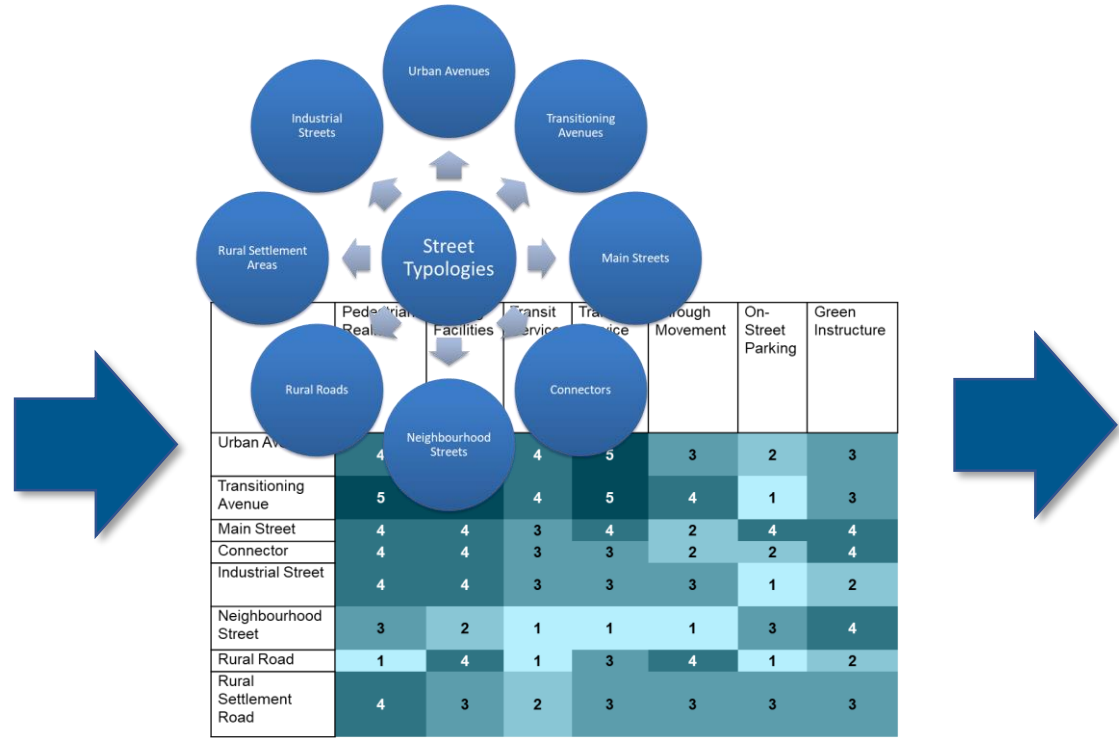 Urban Avenues
Industrial
Streets
Transitioning
Avenues
Rural Settlement
Areas
Street
Typologies
Main Streets
Rural Roads
Connectors
Neighbourhood
Streets
Pedestrian
Facilities
Movement
On-
Street
Parking
Green
Instructure
Urban
4 4 5 3 2 3
Transitioning
Avenue
5 4 5 4 1 3
Main Street
4 4 3 4 2 4 4
Connector
4 4 3 3 2 2 4
Industrial Street
4 4 3 3 3 1 2
Neighbourhood
Street
3 2 1 1 1 3 4
Rural Road
1 4 1 3 4 1 2
Rural
Settlement
Road
4 3 2 3 3 3 3